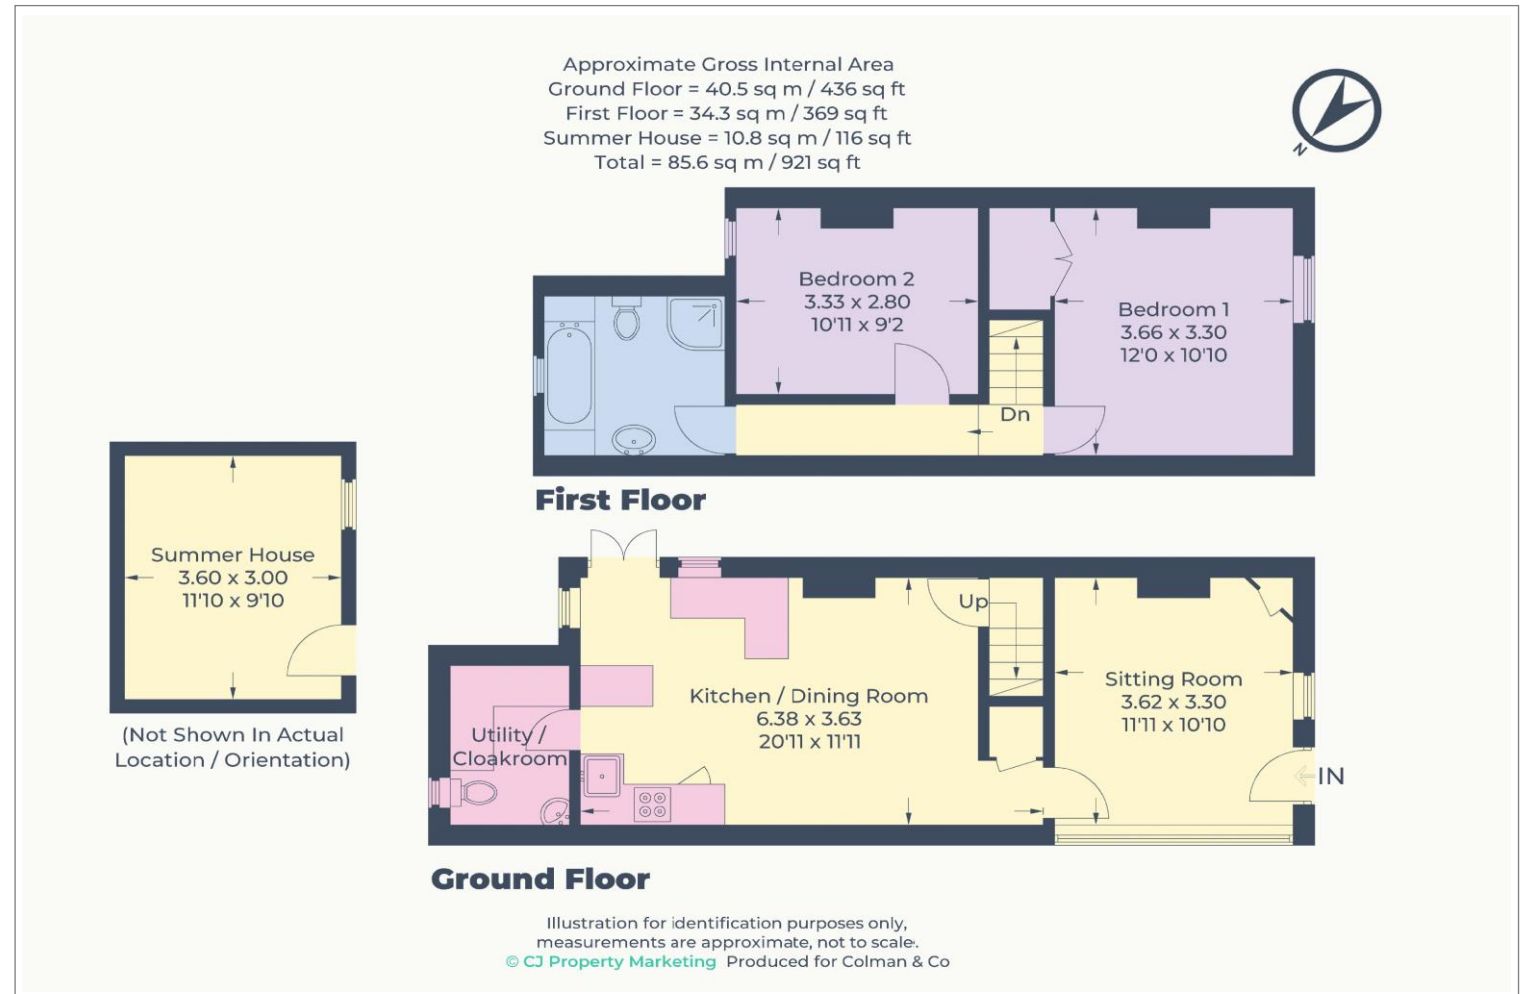 Approximate Gross Internal Area
Ground Floor = 40.5 sq m / 436 sq ft
First Floor = 34.3 sq m / 369 sq ft
Summer House = 10.8 sq m / 116 sq ft
Total = 85.6 sq m / 921 sq ft
N
Bedroom 2
3.33 x 2.80
10'11 x 9'2
Bedroom 1
3.66 x 3.30
12'0 x 10'10
Dn
First Floor
Summer House
3.60 x 3.00
11'10 x 9'10
(Not Shown In Actual
Location / Orientation)
Up
Kitchen / Dining Room
6.38 x 3.63
20'11 x 11'11
Sitting Room
3.62 x 3.30
11'11 x 10'10
Utility /
Cloakroom
IN
Ground Floor
Illustration for identification purposes only,
measurements are approximate, not to scale.
© CJ Property Marketing Produced for Colman & Co